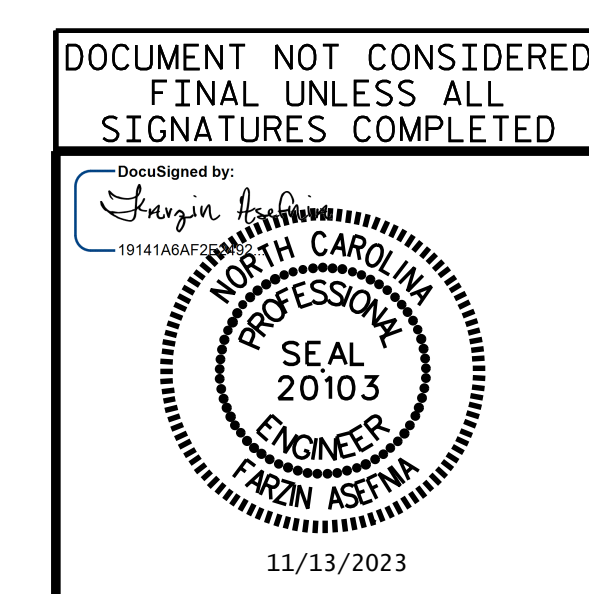 DOCUMENT NOT CONSIDERED
FINAL UNLESS ALL
SIGNATURES COMPLETED
DocuSigned by:
Farzin Asefnia
19141A6AF2E2492...
NORTH CAROLINA
PROFESSIONAL
SEAL
20103
ENGINEER
FARZIN ASEFNIA
11/13/2023